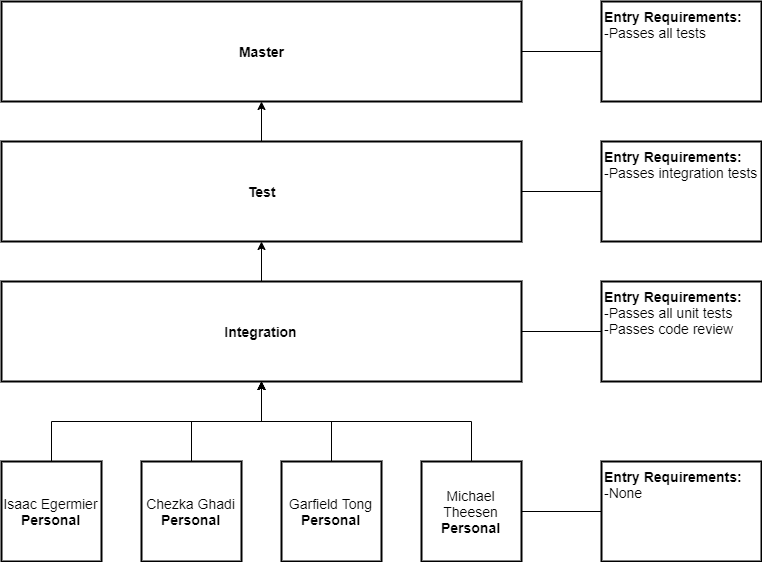 Master
Entry Requirements:
-Passes all tests
Test
Entry Requirements:
-Passes integration tests
Integration
Entry Requirements:
-Passes all unit tests
-Passes code review
Isaac Egermier
Personal
Chezka Ghadi
Personal
Garfield Tong
Personal
Michael
Theesen
Personal
Entry Requirements:
-None